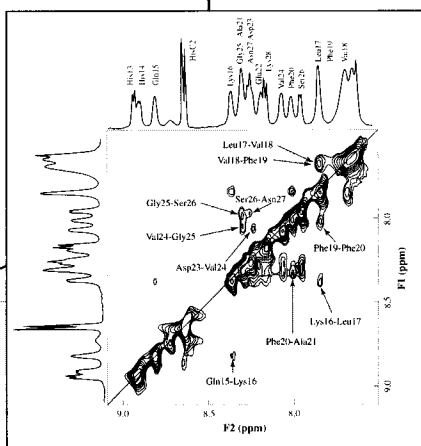 His13
His14
Gln15
HisC2
Lys16
Gly25 Ala21
Asn27 Asp23
Glu22
Lys28
Val24
Phe20
Ser26
Leu17
Phe19
Val18
Leu17-Val18
Val18-Phe19
Gly25-Ser26
Ser26-Asn27
Val24-Gly25
Asp23-Val24
Phe19-Phe20
Lys16-Leu17
Phe20-Ala21
Gln15-Lys16
8.0
8.5
9.0
F1 (ppm)
9.0 8.5 8.0
F2 (ppm)